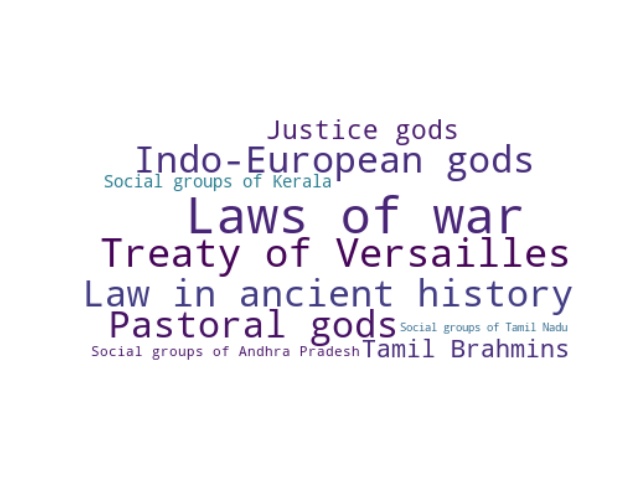 Justice gods
Indo-European gods
Social groups of Kerala
Laws of war
Treaty of Versailles
Law in ancient history
Pastoral gods
Social groups of Tamil Nadu
Social groups of Andhra Pradesh
Tamil Brahmins